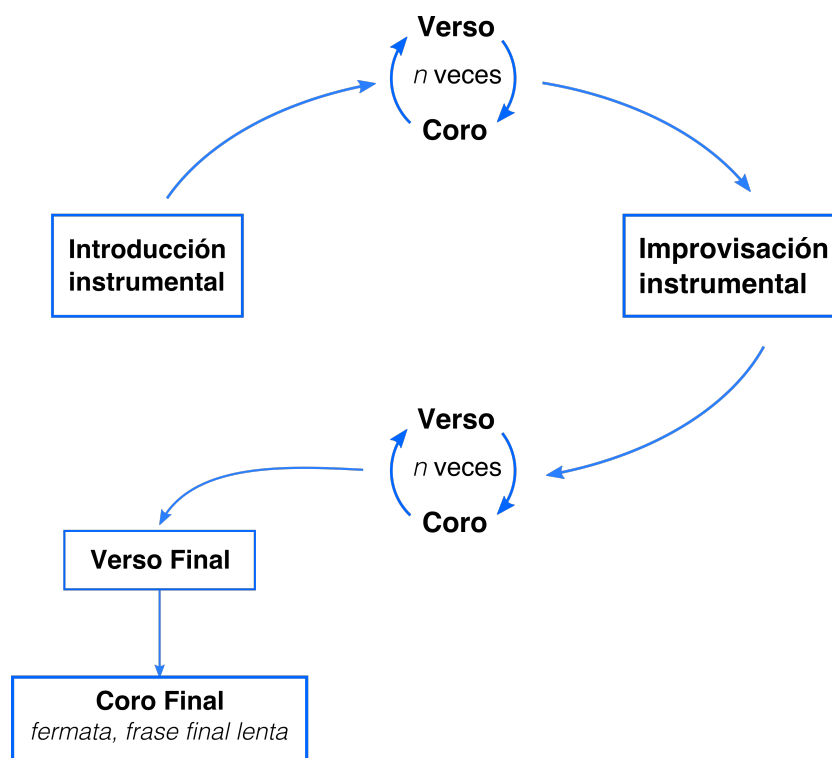 Verso
n veces
Coro
Introducción
instrumental
Improvisación
instrumental
Verso
n veces
Coro
Verso Final
Coro Final
fermata, frase final lenta